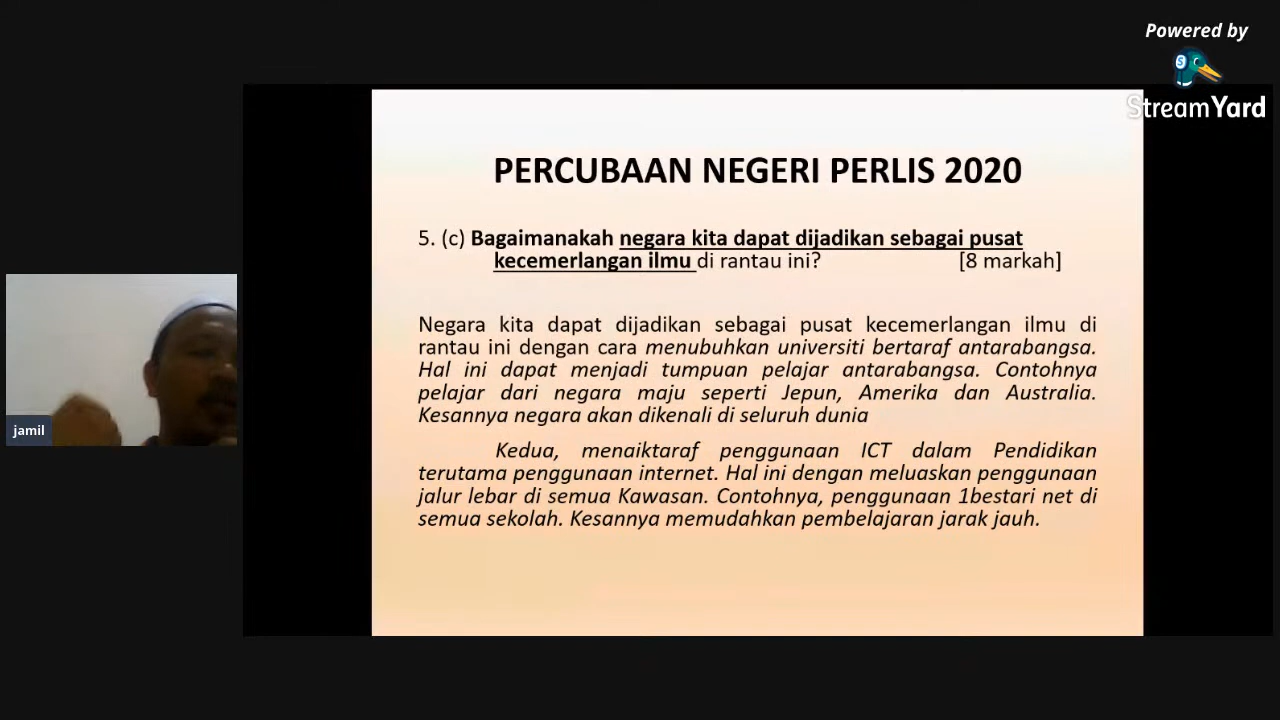 Powered by
StreamYard
PERCUBAAN NEGERI PERLIS 2020
5. (c) Bagaimanakah negara kita dapat dijadikan sebagai pusat
kecemerlangan ilmu di rantau ini? [8 markah]
Negara kita dapat dijadikan sebagai pusat kecemerlangan ilmu di
rantau ini dengan cara menubuhkan universiti bertaraf antarabangsa.
Hal ini dapat menjadi tumpuan pelajar antarabangsa. Contohnya
pelajar dari negara maju seperti Jepun, Amerika dan Australia.
Kesannya negara akan dikenali di seluruh dunia
Kedua, menaiktaraf penggunaan ICT dalam Pendidikan
terutama penggunaan internet. Hal ini dengan meluaskan penggunaan
jalur lebar di semua Kawasan. Contohnya, penggunaan 1bestari net di
semua sekolah. Kesannya memudahkan pembelajaran jarak jauh.
jamil